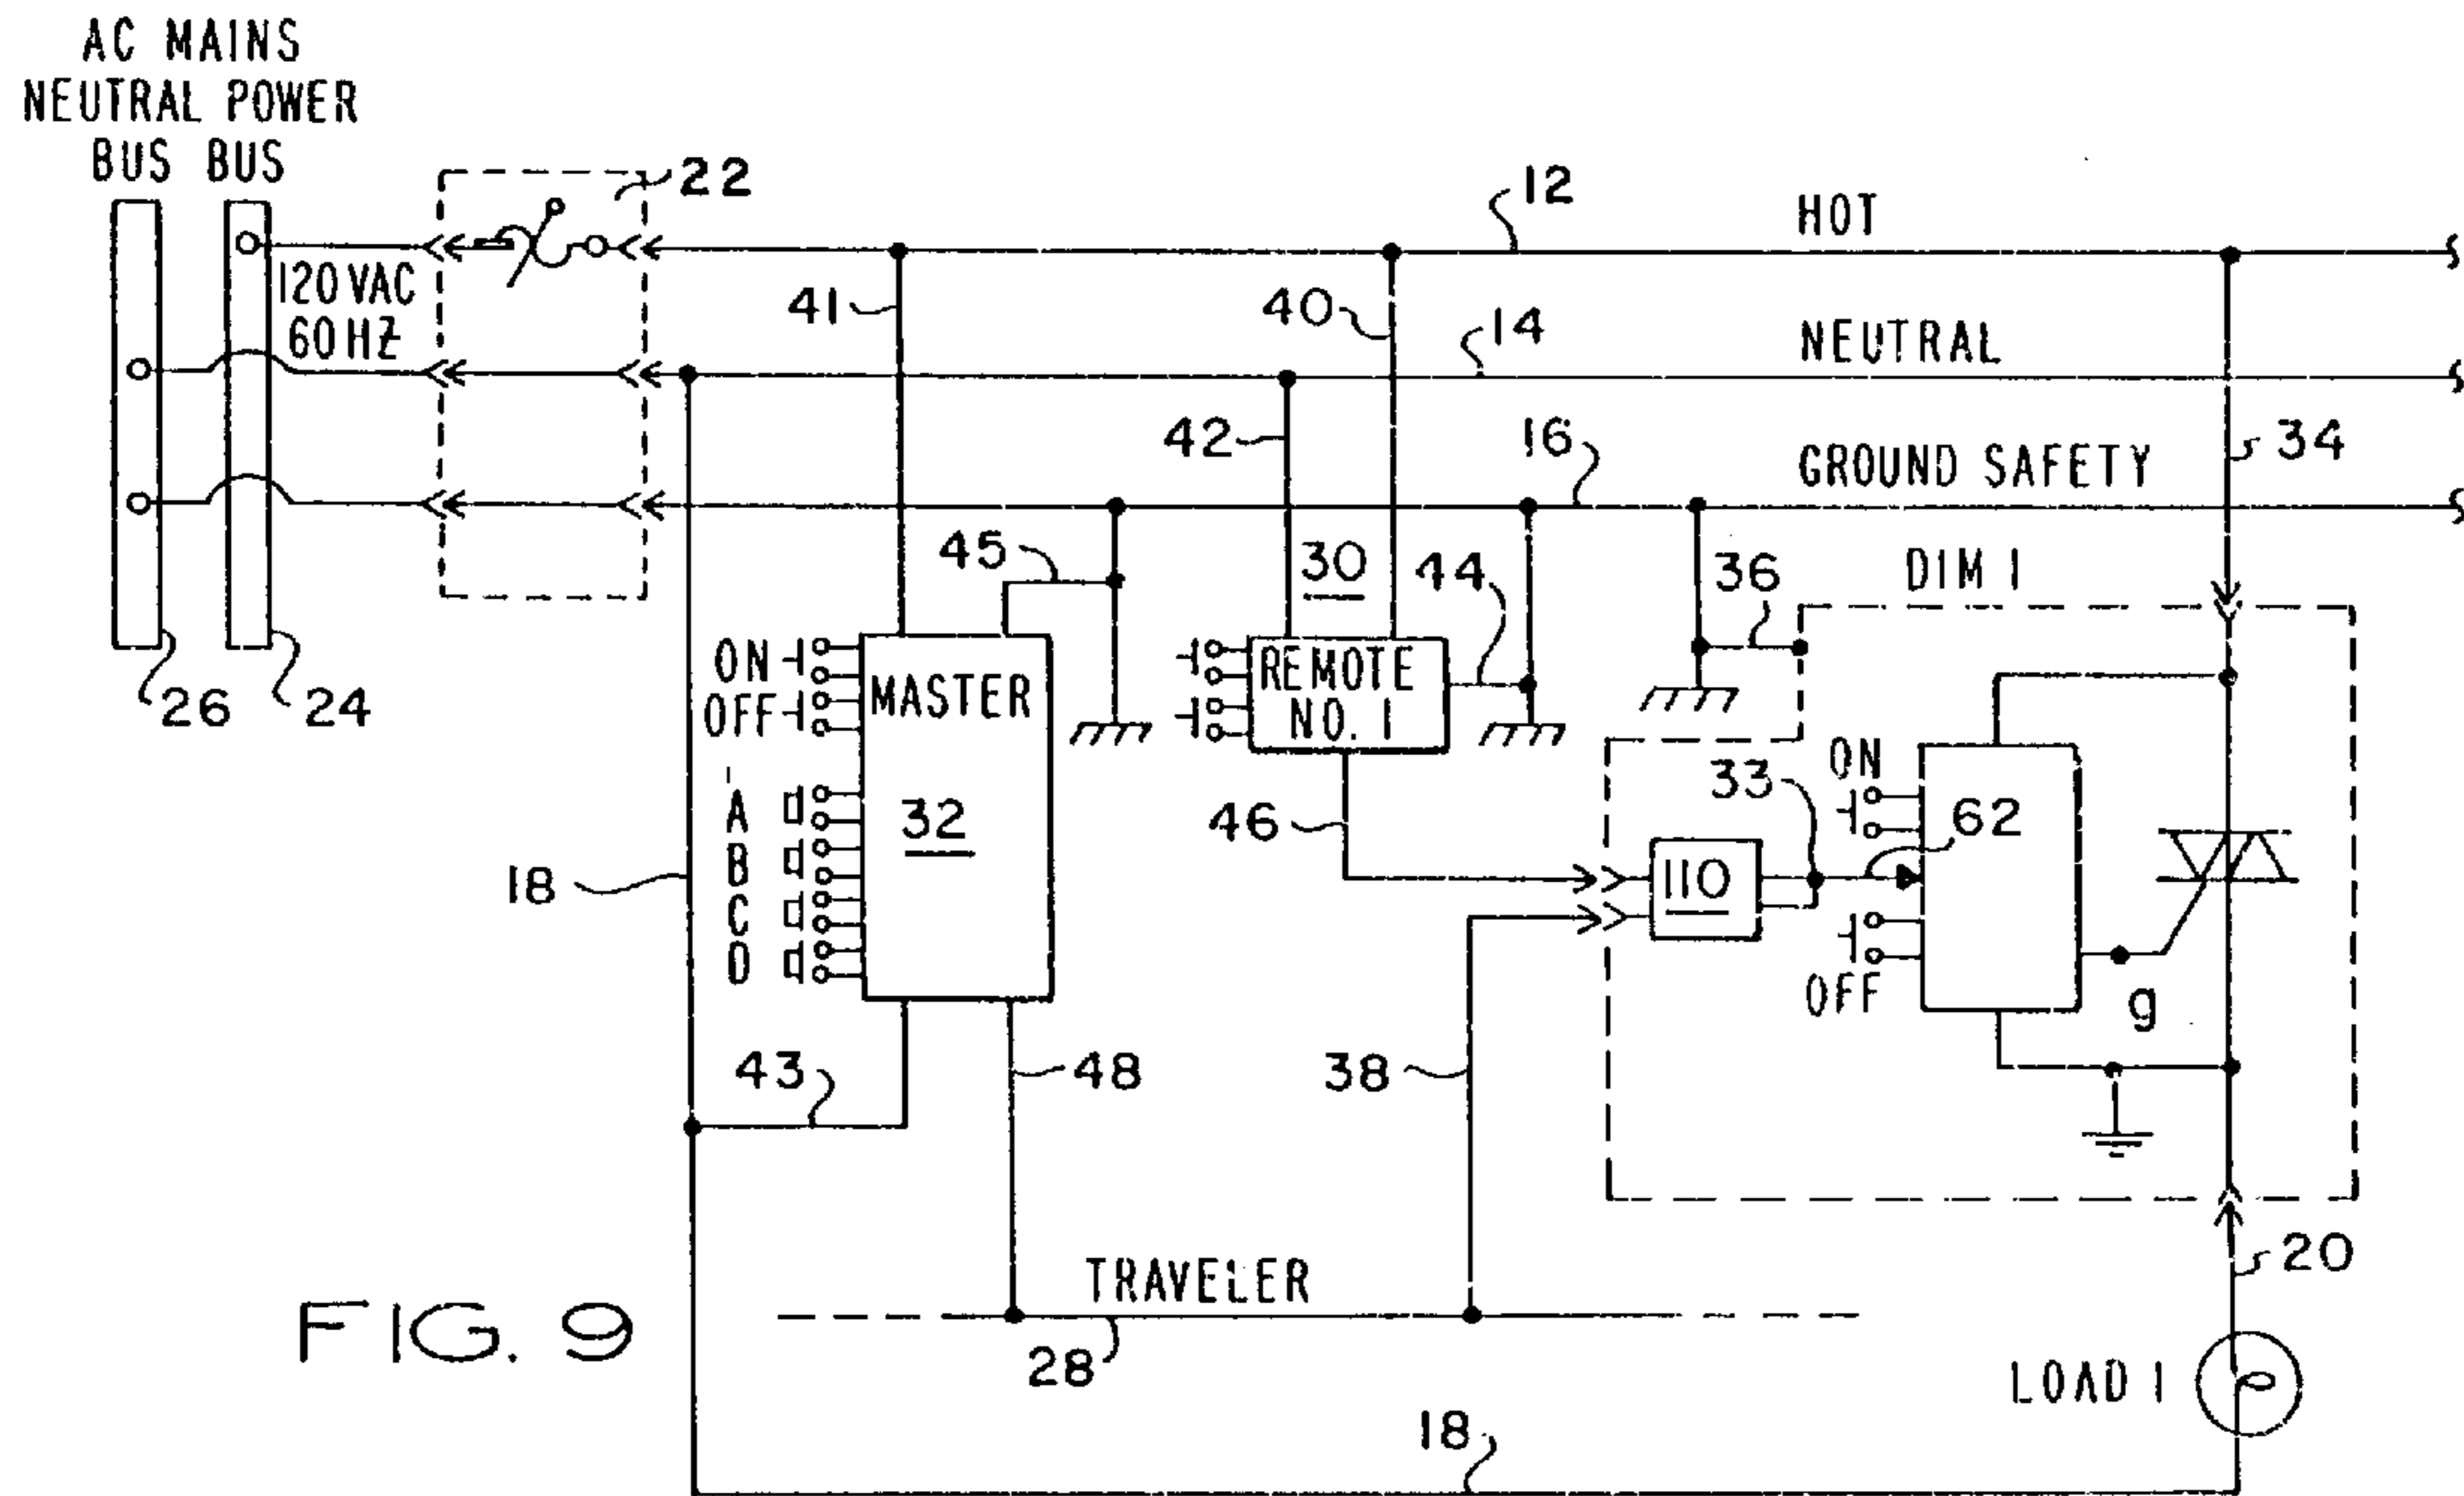 AC MAINS
NEUTRAL POWER
BUS BUS
22
12
HOT
120 VAC
60 HZ
41
40
14
NEUTRAL
42
16
GROUND SAFETY
34
45
30
44
36
DIM 1
26
24
ON
OFF
MASTER
REMOTE
NO. 1
33
ON
62
A
B
C
D
32
46
110
18
OFF
g
43
48
38
TRAVELER
20
FIG. 9
28
LOAD 1
18